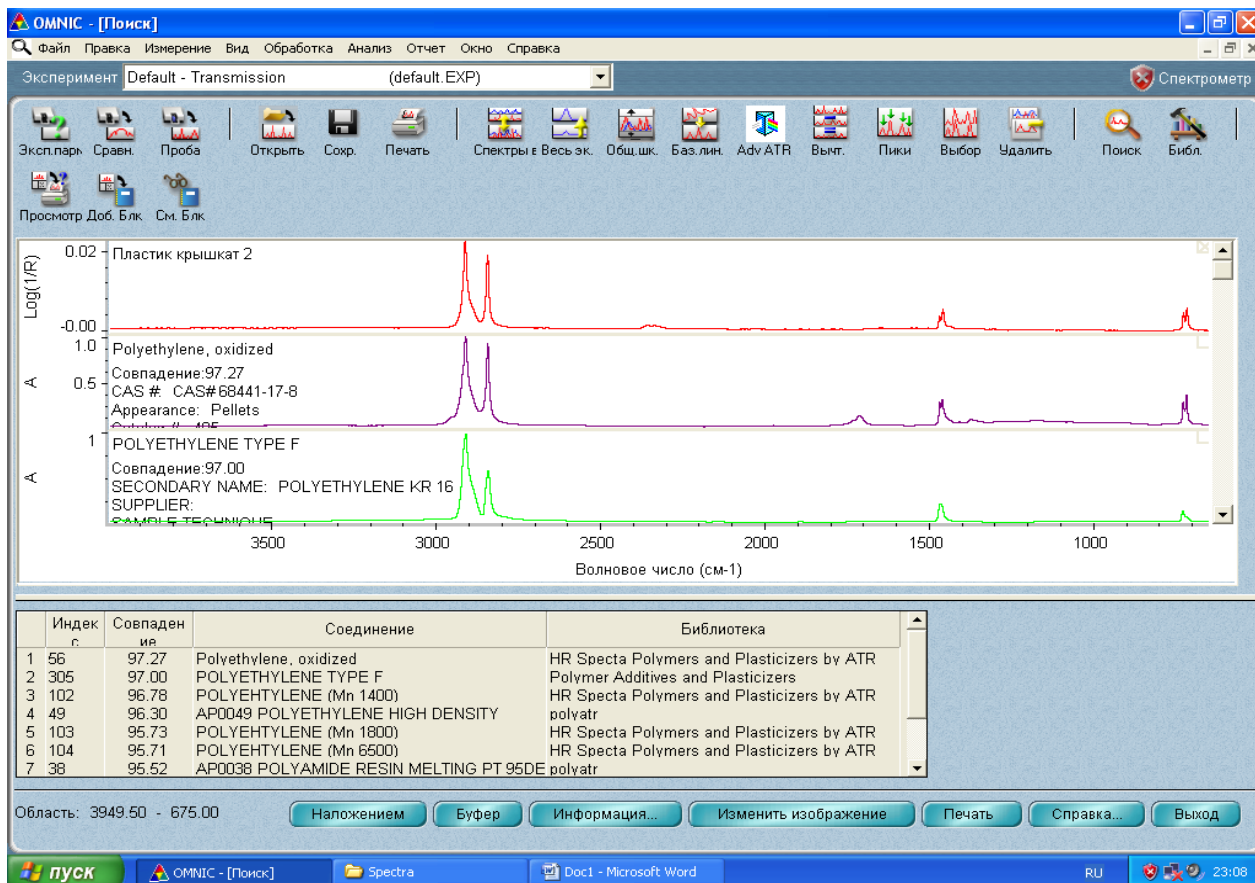 OMNIC - [Поиск]
Файл Правка Измерение Вид Обработка Анализ Отчет Окно Справка
Эксперимент Default - Transmission (default.EXP) Спектрометр
Эксп.парм Сравн. Проба Открыть Сохр. Печать Спектры в Весь эк. Общ.шк. Баз.лин. Adv ATR Вычт. Пики Выбор Удалить Поиск Библ.
Просмотр Доб. Блк См. Блк
Log(1/R)
0.02
-0.00
Пластик крышкат 2
A
1.0
0.5
Polyethylene, oxidized
Совпадение:97.27
CAS #: CAS#68441-17-8
Appearance: Pellets
A
1
POLYETHYLENE TYPE F
Совпадение:97.00
SECONDARY NAME: POLYETHYLENE KR 16
SUPPLIER:
SAMPLE TECHNIQUE
3500 3000 2500 2000 1500 1000
Волновое число (см-1)
Индекс Совпадение Соединение Библиотека
1 56 97.27 Polyethylene, oxidized HR Specta Polymers and Plasticizers by ATR
2 305 97.00 POLYETHYLENE TYPE F Polymer Additives and Plasticizers
3 102 96.78 POLYEHTYLENE (Mn 1400) HR Specta Polymers and Plasticizers by ATR
4 49 96.30 AP0049 POLYETHYLENE HIGH DENSITY polyatr
5 103 95.73 POLYEHTYLENE (Mn 1800) HR Specta Polymers and Plasticizers by ATR
6 104 95.71 POLYEHTYLENE (Mn 6500) HR Specta Polymers and Plasticizers by ATR
7 38 95.52 AP0038 POLYAMIDE RESIN MELTING PT 95DE polyatr
Область: 3949.50 - 675.00 Наложением Буфер Информация... Изменить изображение Печать Справка... Выход
пуск OMNIC - [Поиск] Spectra Doc1 - Microsoft Word RU 23:08